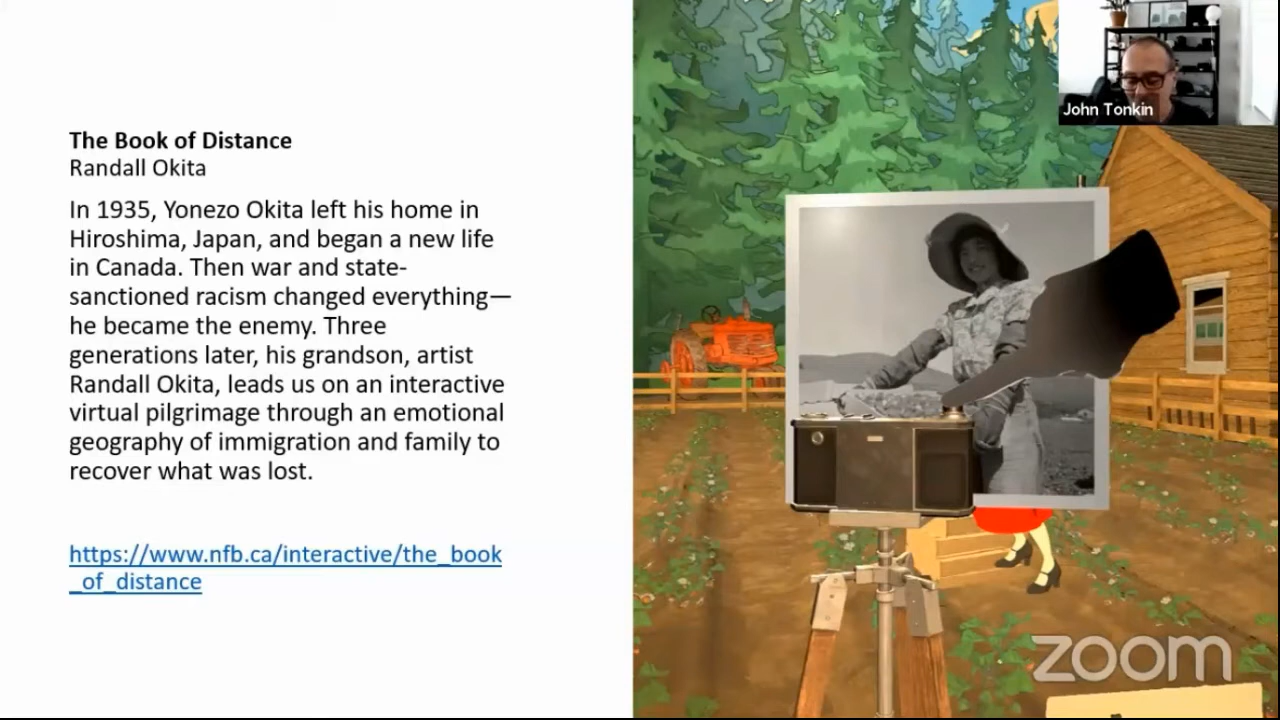 The Book of Distance
Randall Okita
In 1935, Yonezo Okita left his home in
Hiroshima, Japan, and began a new life
in Canada. Then war and state-
sanctioned racism changed everything—
he became the enemy. Three
generations later, his grandson, artist
Randall Okita, leads us on an interactive
virtual pilgrimage through an emotional
geography of immigration and family to
recover what was lost.
https://www.nfb.ca/interactive/the_book
_of_distance
John Tonkin
zoom